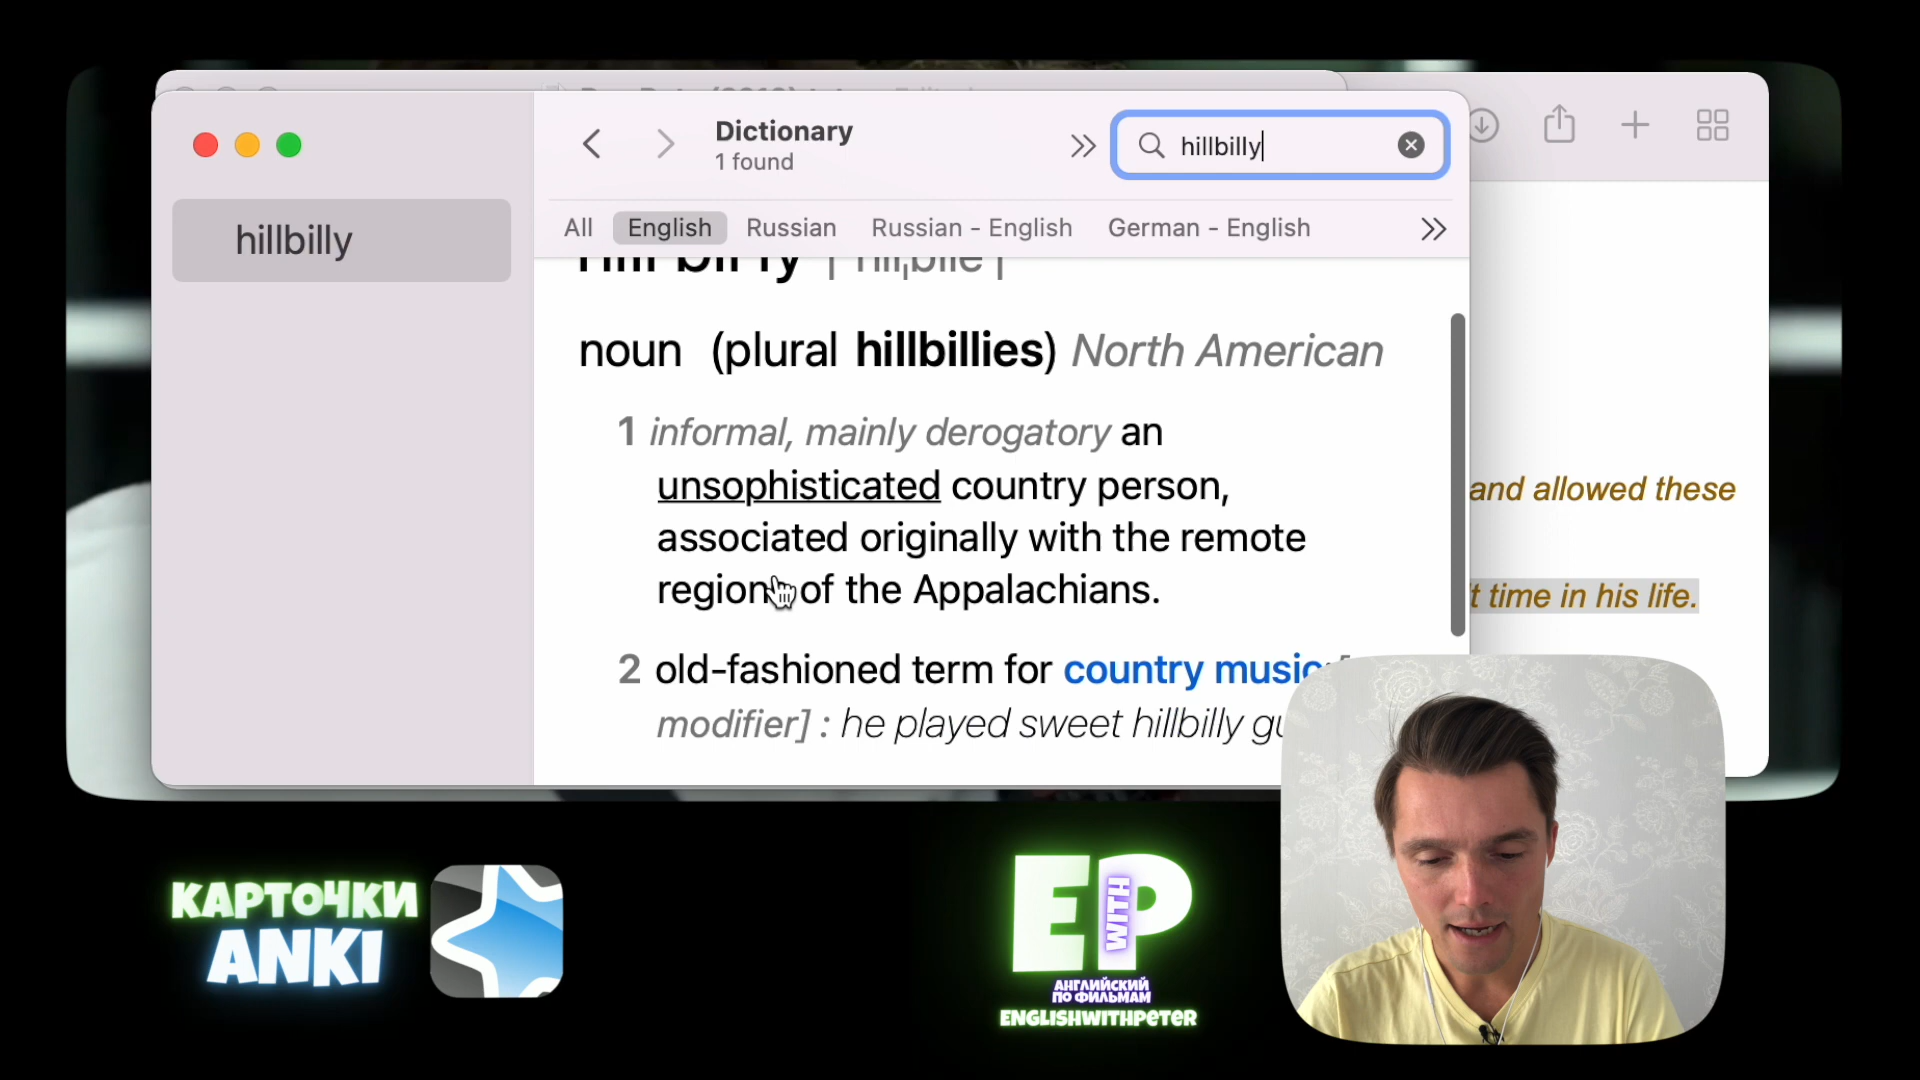 Dictionary
1 found
hillbilly
hillbilly
All English Russian Russian - English German - English
noun (plural hillbillies) North American
1 informal, mainly derogatory an
unsophisticated country person,
associated originally with the remote
region of the Appalachians.
2 old-fashioned term for country music
modifier] : he played sweet hillbilly
and allowed these
time in his life.
КАРТОЧКИ
ANKI
EP
WITH
АНГЛИЙСКИЙ
ПО ФИЛЬМАМ
ENGLISHWITHPETER